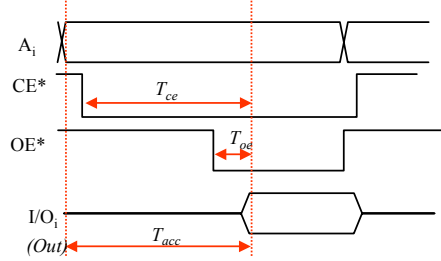 A_i
CE*
T_ce
OE*
T_oe
I/O_i
(Out)
T_acc